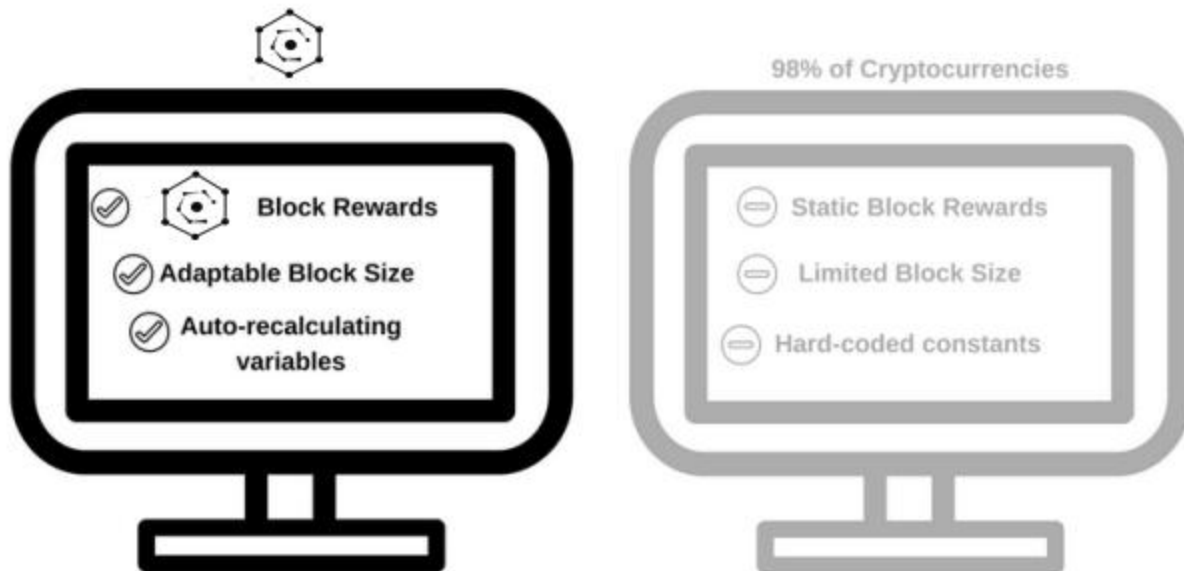 Block Rewards
Adaptable Block Size
Auto-recalculating
variables
98% of Cryptocurrencies
Static Block Rewards
Limited Block Size
Hard-coded constants